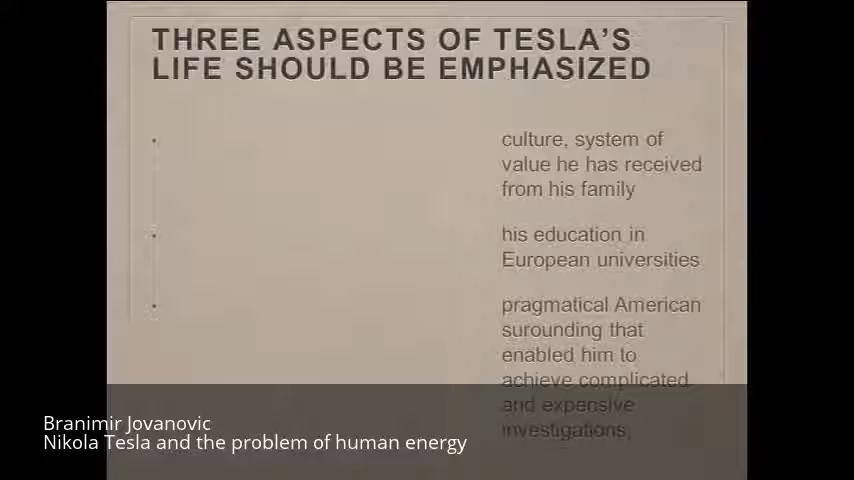 THREE ASPECTS OF TESLA'S
LIFE SHOULD BE EMPHASIZED
culture, system of
value he has received
from his family
his education in
European universities
pragmatical American
surounding that
enabled him to
achieve complicated
and expensive
investigations,
Branimir Jovanovic
Nikola Tesla and the problem of human energy